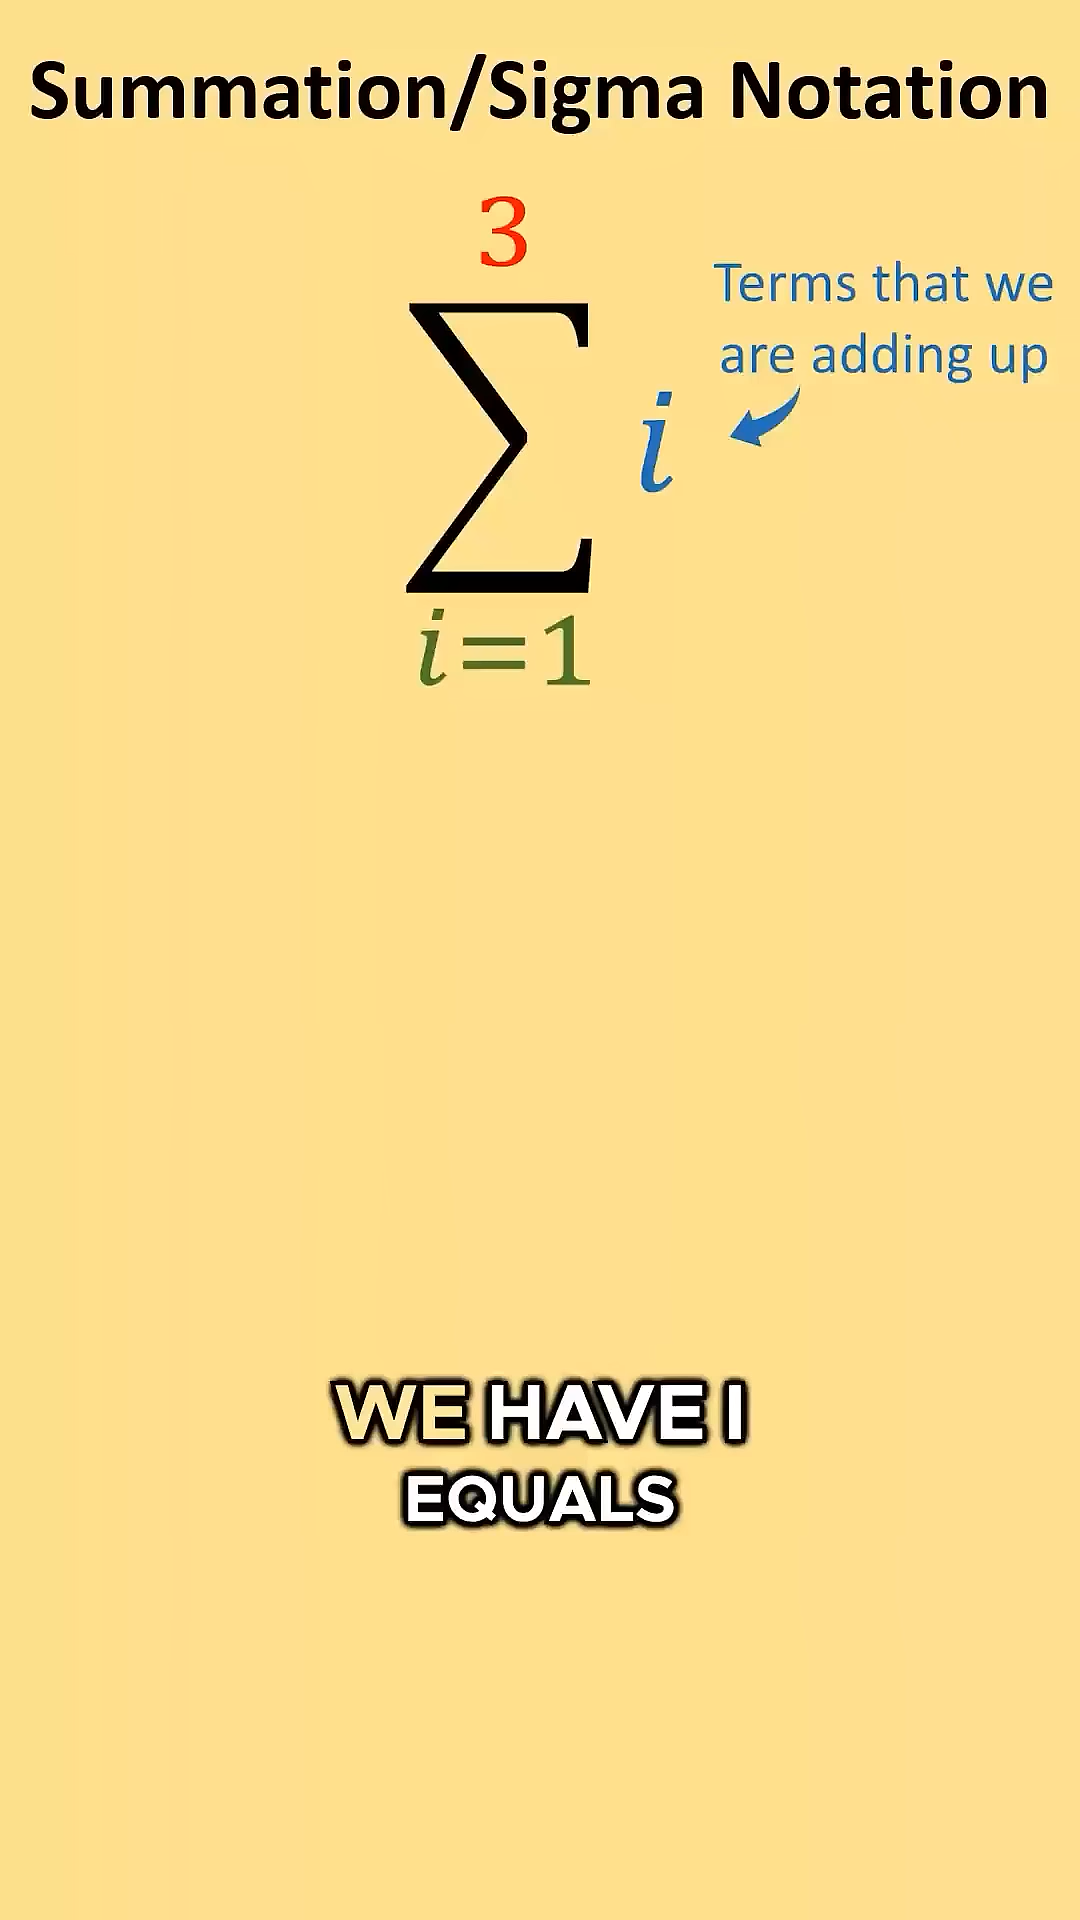 Summation/Sigma Notation
3
Terms that we
are adding up
∑ i
i=1
WE HAVE I
EQUALS